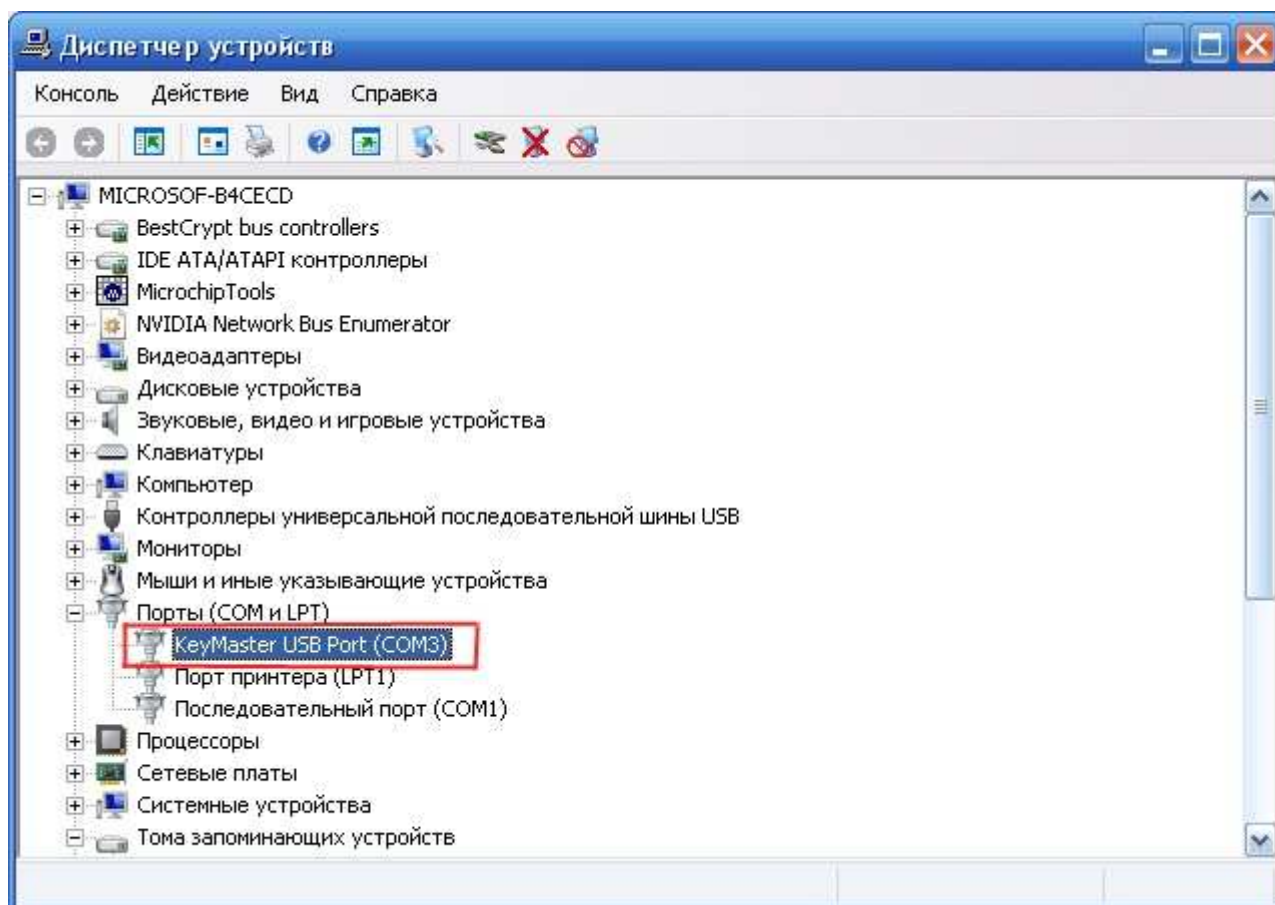 Диспетчер устройств
Консоль Действие Вид Справка
MICROSOF-B4CECD
BestCrypt bus controllers
IDE ATA/ATAPI контроллеры
MicrochipTools
NVIDIA Network Bus Enumerator
Видеоадаптеры
Дисковые устройства
Звуковые, видео и игровые устройства
Клавиатуры
Компьютер
Контроллеры универсальной последовательной шины USB
Мониторы
Мыши и иные указывающие устройства
Порты (COM и LPT)
KeyMaster USB Port (COM3)
Порт принтера (LPT1)
Последовательный порт (COM1)
Процессоры
Сетевые платы
Системные устройства
Тома запоминающих устройств